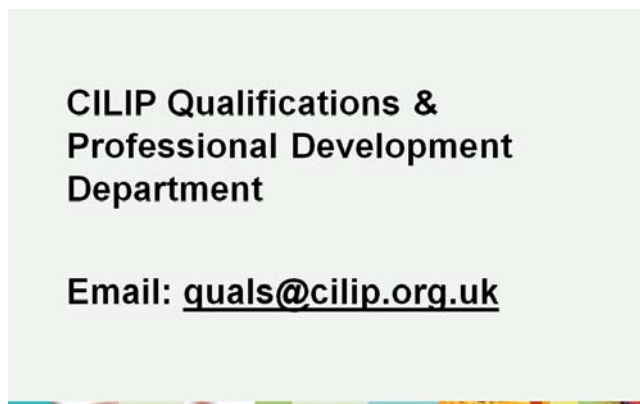 CILIP Qualifications &
Professional Development
Department
Email: quals@cilip.org.uk